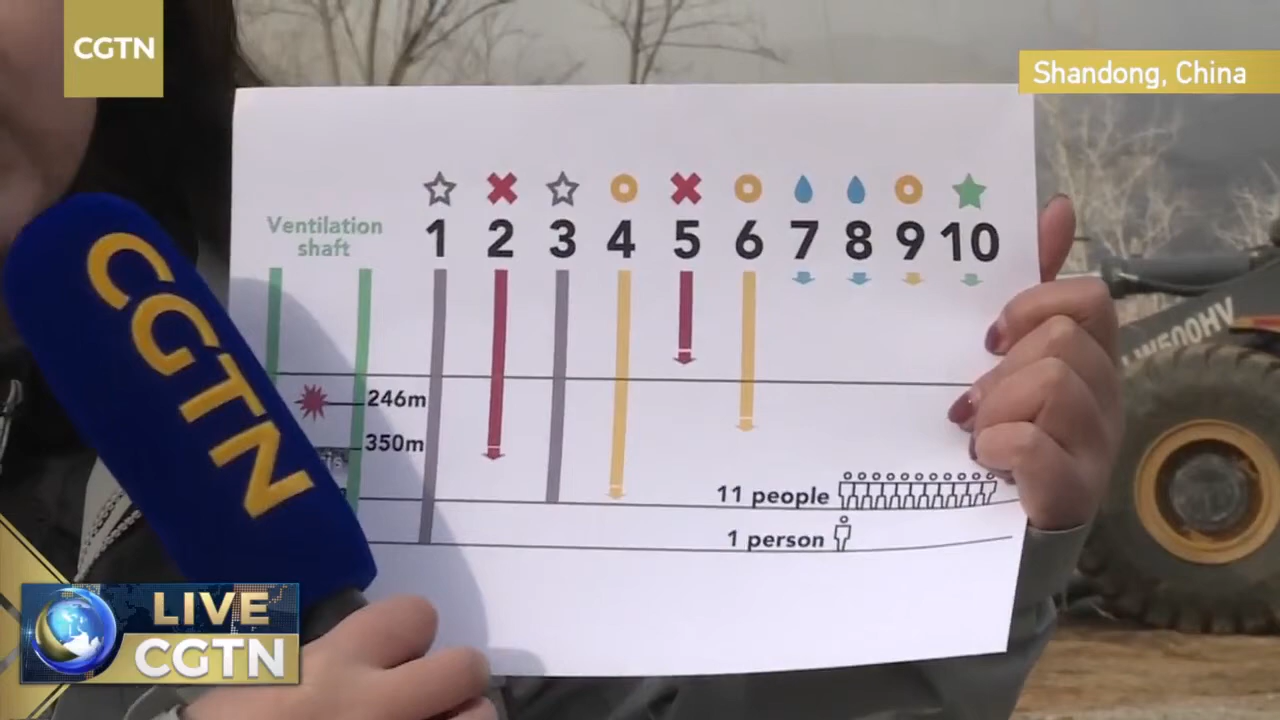 CGTN
Shandong, China
Ventilation
shaft
1 2 3 4 5 6 7 8 9 10
246m
350m
11 people
1 person
CGTN
LW500HV
LIVE
CGTN